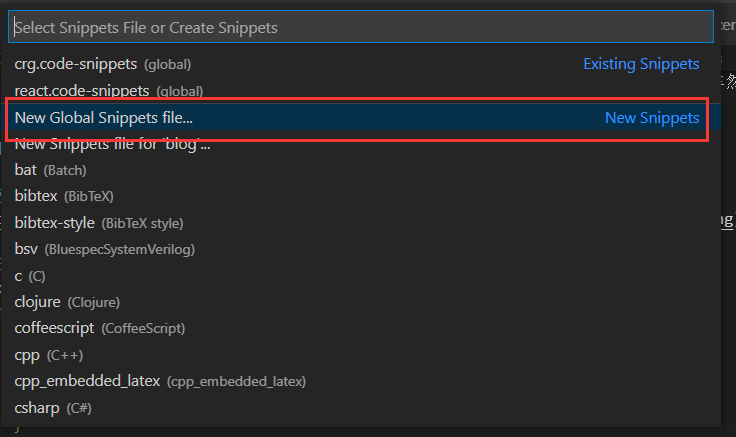 Select Snippets File or Create Snippets
crg.code-snippets (global) Existing Snippets
react.code-snippets (global)
New Global Snippets file... New Snippets
New Snippets file for 'blog'...
bat (Batch)
bibtex (BibTeX)
bibtex-style (BibTeX style)
bsv (BluespecSystemVerilog)
c (C)
clojure (Clojure)
coffeescript (CoffeeScript)
cpp (C++)
cpp_embedded_latex (cpp_embedded_latex)
csharp (C#)